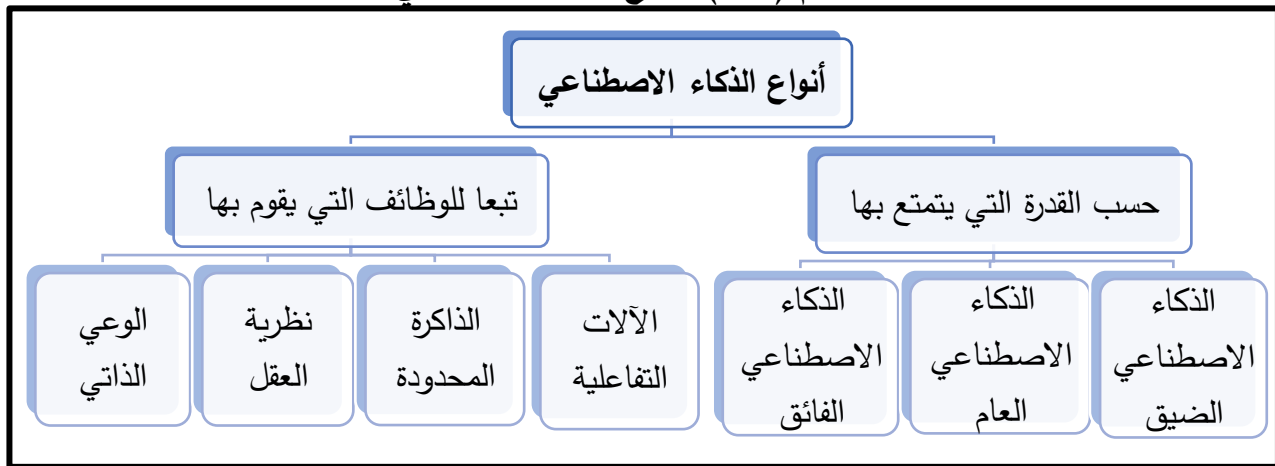 أنواع الذكاء الاصطناعي
حسب القدرة التي يتمتع بها
تبعا للوظائف التي يقوم بها
الذكاء
الاصطناعي
الضيق
الذكاء
الاصطناعي
العام
الذكاء
الاصطناعي
الفائق
الآلات
التفاعلية
الذاكرة
المحدودة
نظرية
العقل
الوعي
الذاتي